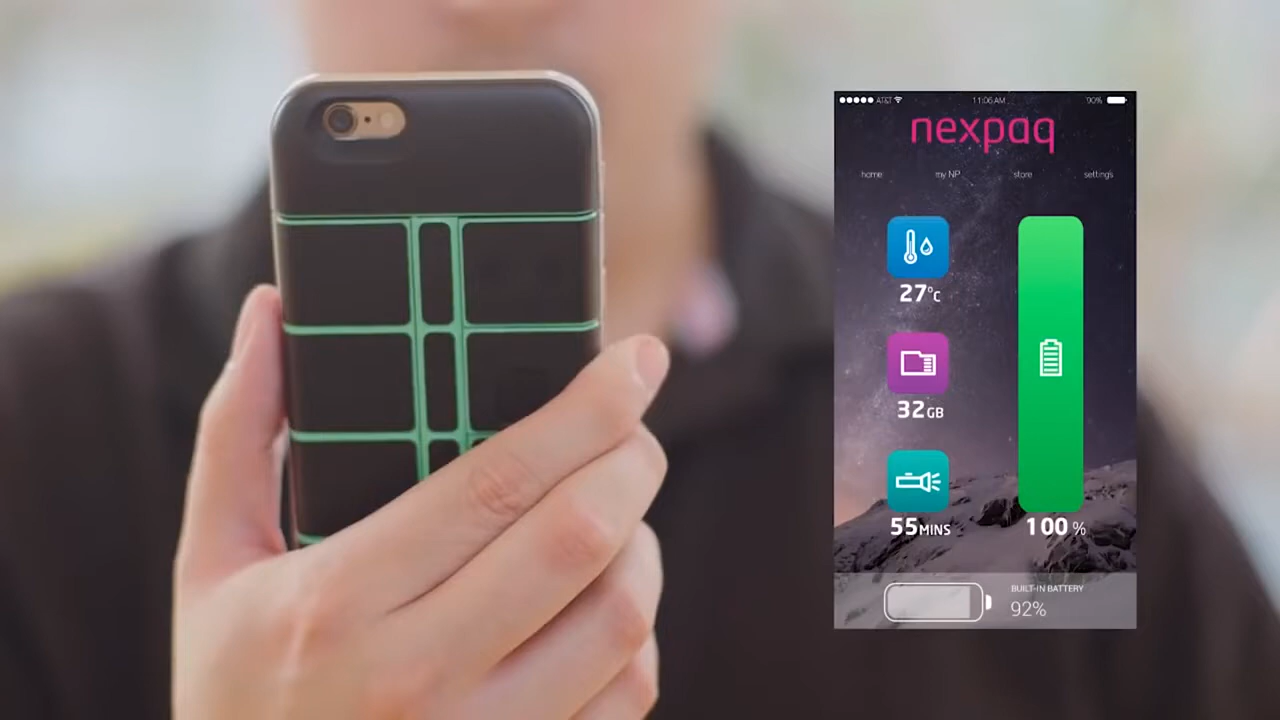 AT&T 11:06 AM 90%
nexpaq
home my NP store settings
27°C
32GB
55MINS
100 %
BUILT-IN BATTERY
92%